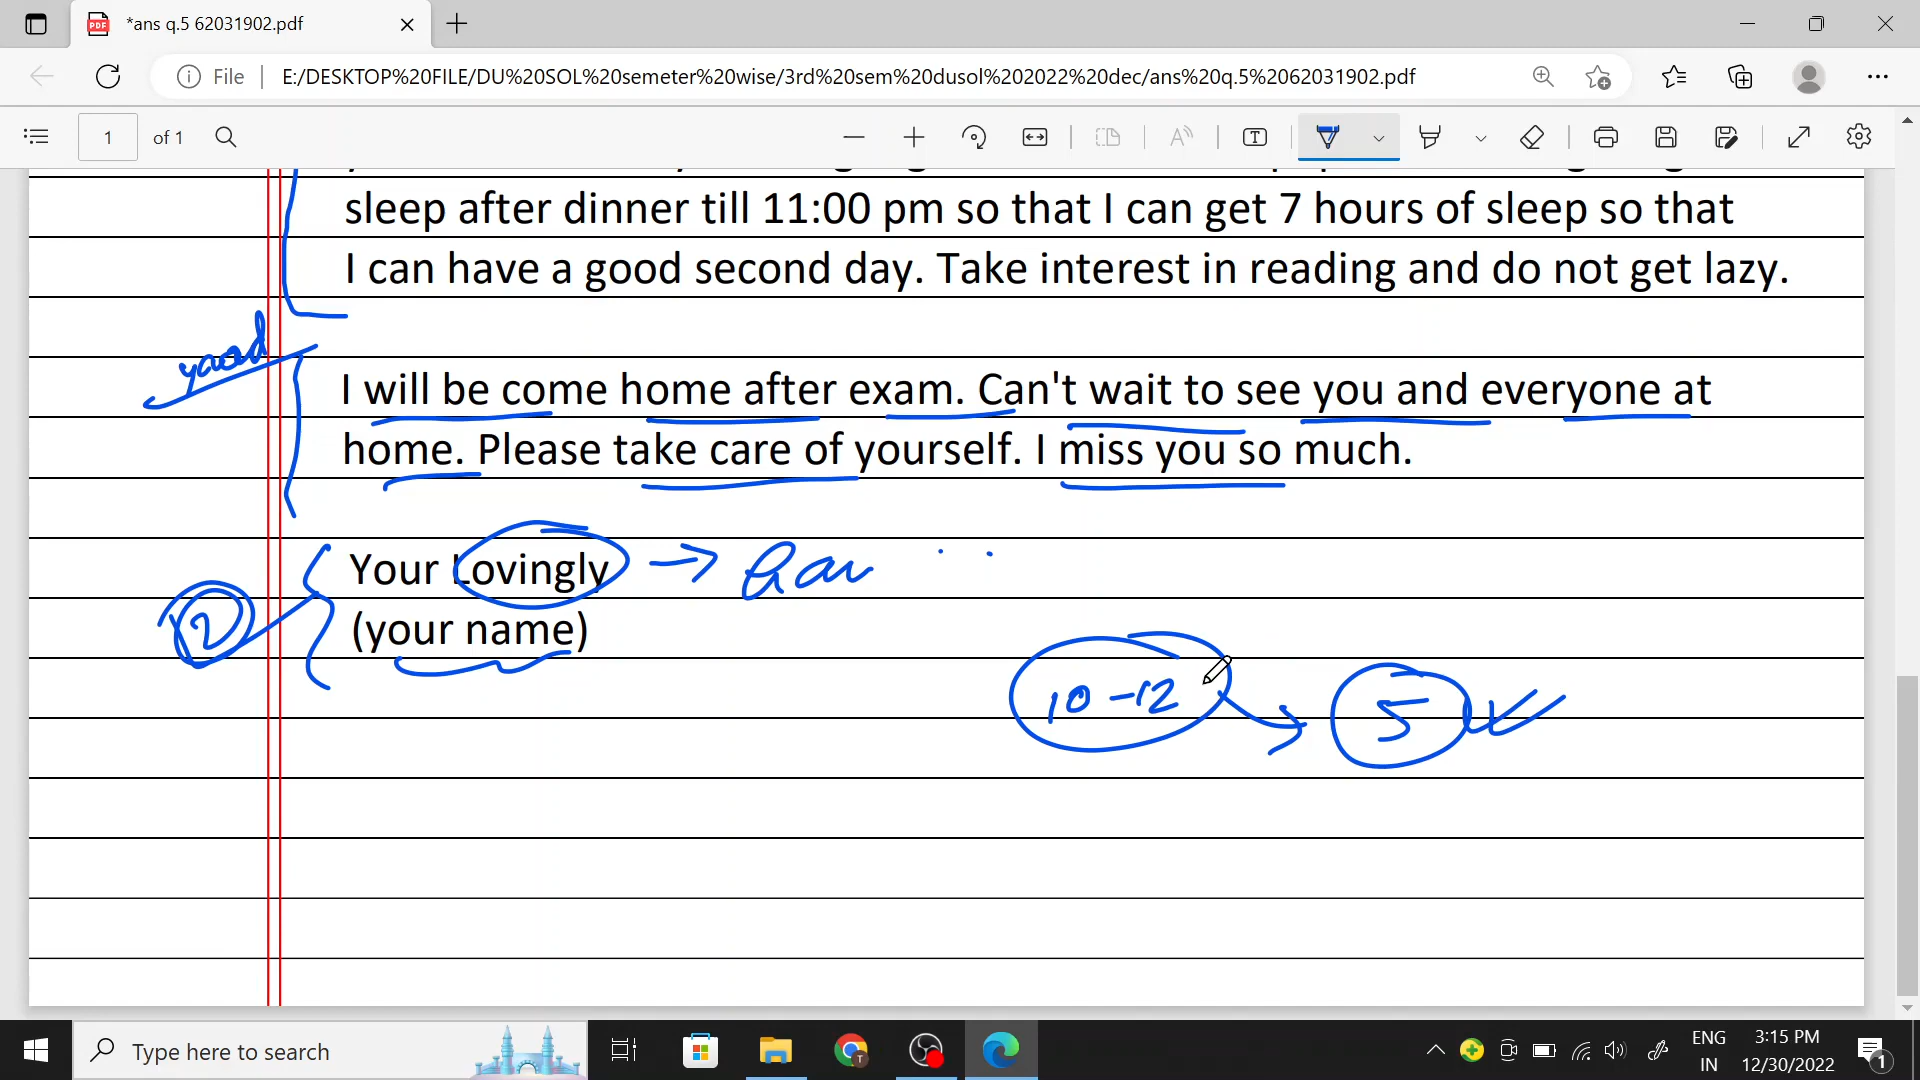 *ans q.5 62031902.pdf
File
E:/DESKTOP%20FILE/DU%20SOL%20semeter%20wise/3rd%20sem%20dusol%202022%20dec/ans%20q.5%2062031902.pdf
1 of 1
sleep after dinner till 11:00 pm so that I can get 7 hours of sleep so that
I can have a good second day. Take interest in reading and do not get lazy.
I will be come home after exam. Can't wait to see you and everyone at
home. Please take care of yourself. I miss you so much.
Your Lovingly
(your name)
2
10-12
5
Type here to search
ENG
IN
3:15 PM
12/30/2022
1